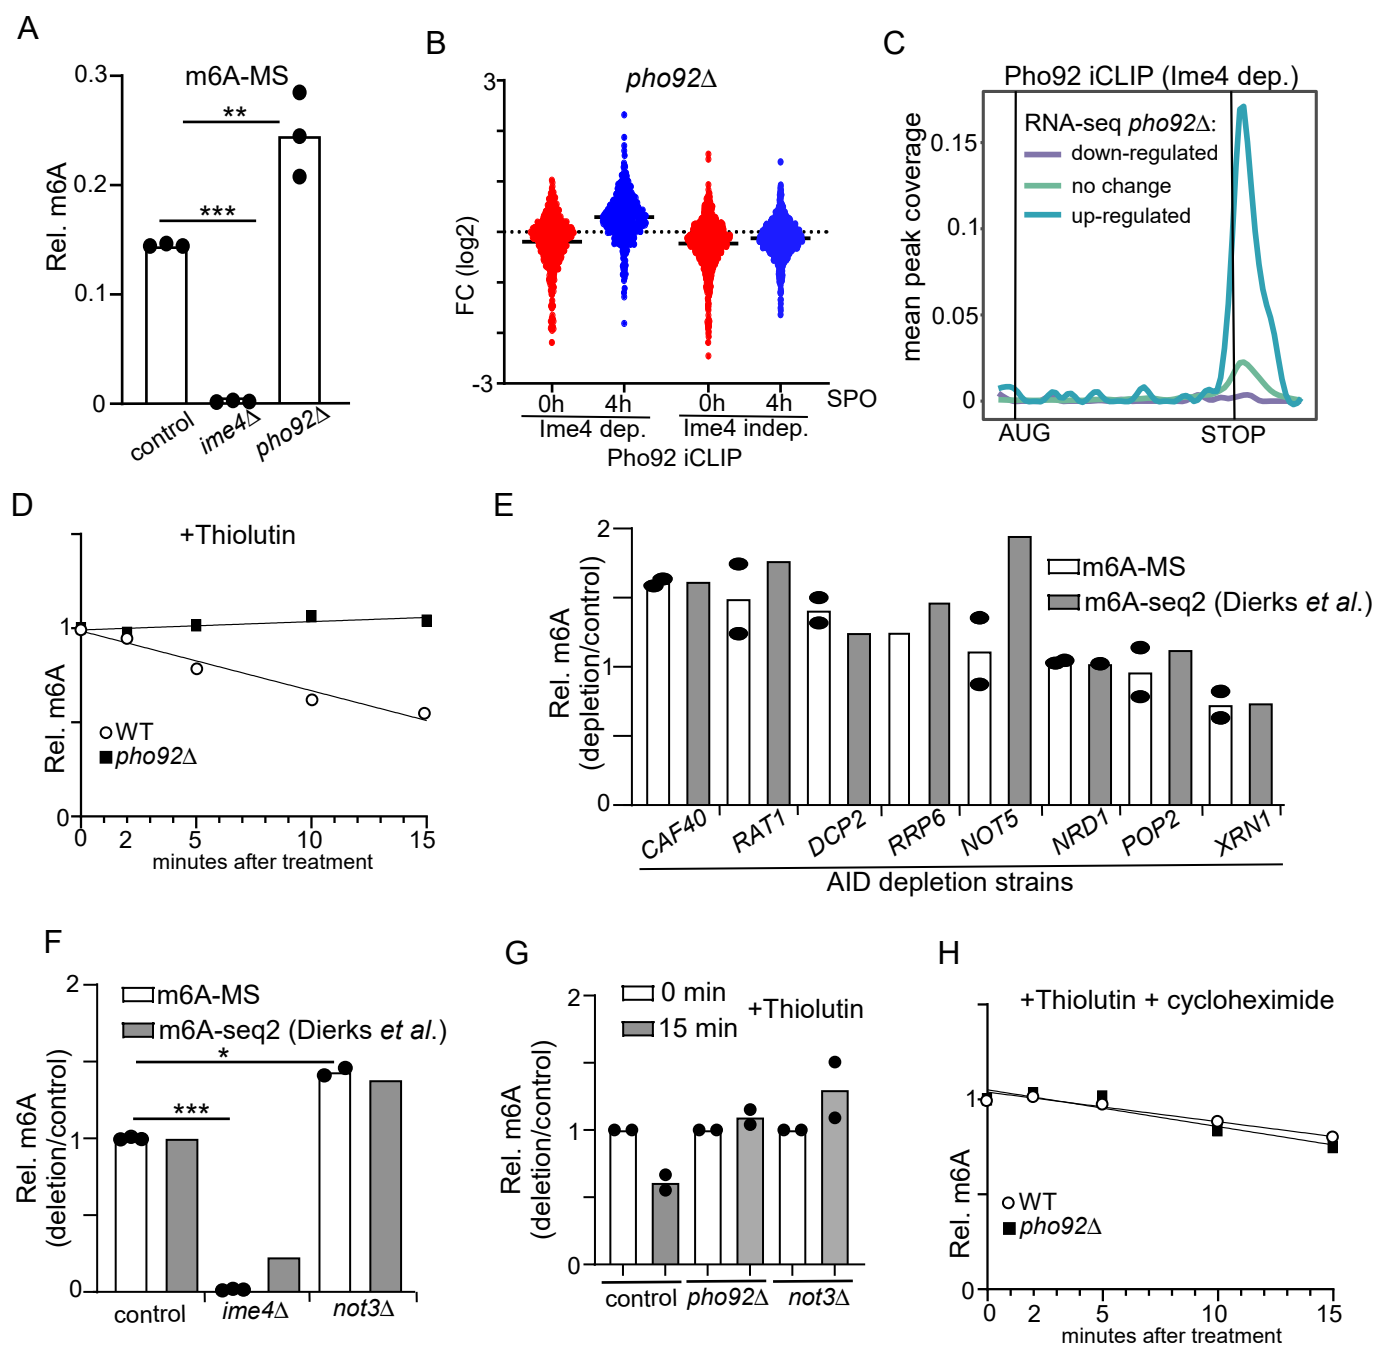 A
m6A-MS
Rel. m6A
0.3
0.2
0.1
0
**
***
control
ime4Δ
pho92Δ
B
pho92Δ
FC (log2)
3
-3
0h
4h
0h
4h
SPO
Ime4 dep.
Ime4 indep.
Pho92 iCLIP
C
Pho92 iCLIP (Ime4 dep.)
mean peak coverage
RNA-seq pho92Δ:
down-regulated
no change
up-regulated
0.15
0.1
0.05
0
AUG
STOP
D
+Thiolutin
Rel. m6A
1
0
WT
pho92Δ
0
2
5
10
15
minutes after treatment
E
Rel. m6A
(depletion/control)
2
1
0
m6A-MS
m6A-seq2 (Dierks et al.)
CAF40
RAT1
DCP2
RRP6
NOT5
NRD1
POP2
XRN1
AID depletion strains
F
Rel. m6A
(deletion/control)
2
1
0
m6A-MS
m6A-seq2 (Dierks et al.)
*
***
control
ime4Δ
not3Δ
G
Rel. m6A
(deletion/control)
2
1
0
0 min
15 min
+Thiolutin
control
pho92Δ
not3Δ
H
+Thiolutin + cycloheximide
Rel. m6A
1
0
WT
pho92Δ
0
2
5
10
15
minutes after treatment